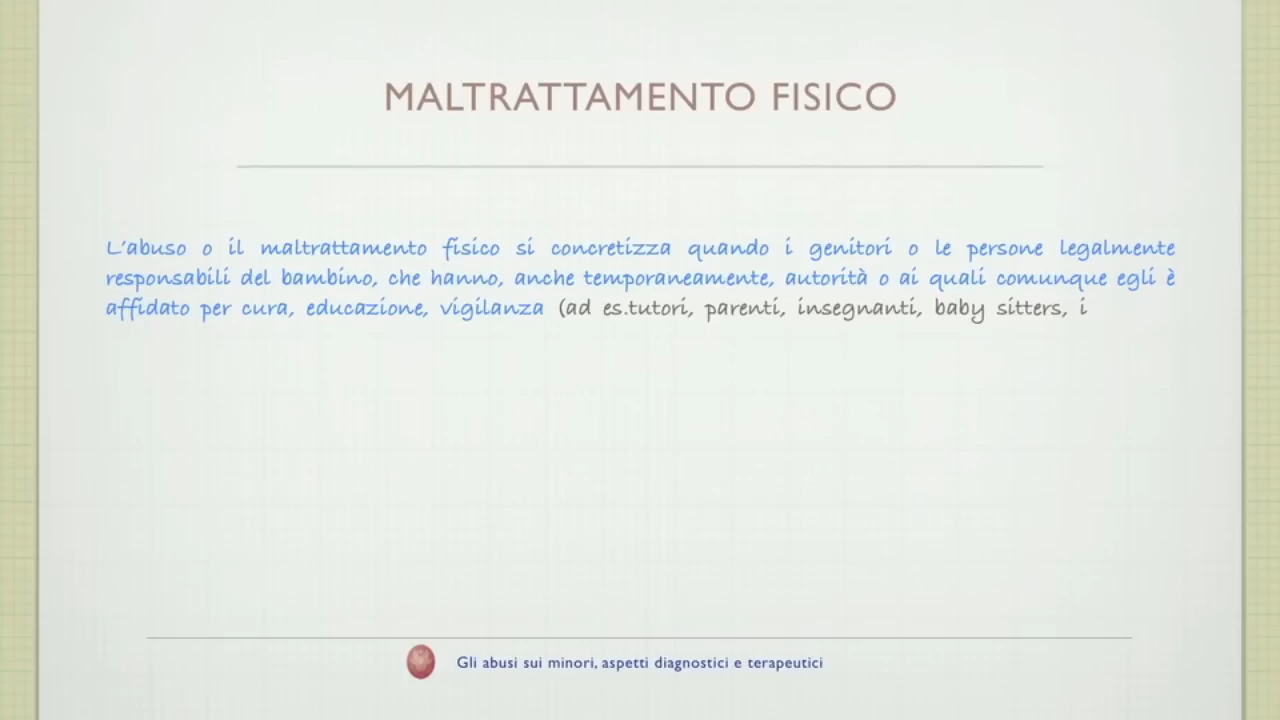 MALTRATTAMENTO FISICO
L'abuso o il maltrattamento fisico si concretizza quando i genitori o le persone legalmente
responsabili del bambino, che hanno, anche temporaneamente, autorità o ai quali comunque egli è
affidato per cura, educazione, vigilanza (ad es.tutori, parenti, insegnanti, baby sitters, i
Gli abusi sui minori, aspetti diagnostici e terapeutici